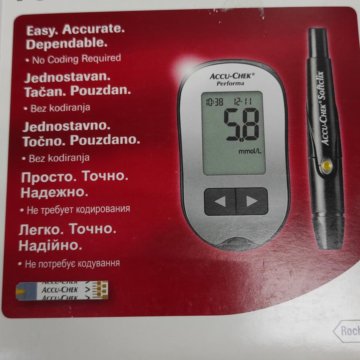 Easy. Accurate.
Dependable.
• No Coding Required
Jednostavan.
Tačan. Pouzdan.
• Bez kodiranja
Jednostavno.
Točno. Pouzdano.
• Bez kodiranja
Просто. Точно.
Надежно.
• Не требует кодирования
Легко. Точно.
Надійно.
• Не потребує кодування
ACCU-CHEK®
Performa
10:38 12-11
5.8
mmol/L
ACCU-CHEK® Softclix
ACCU-CHEK
ACCU-CHEK
ACCU-CHEK